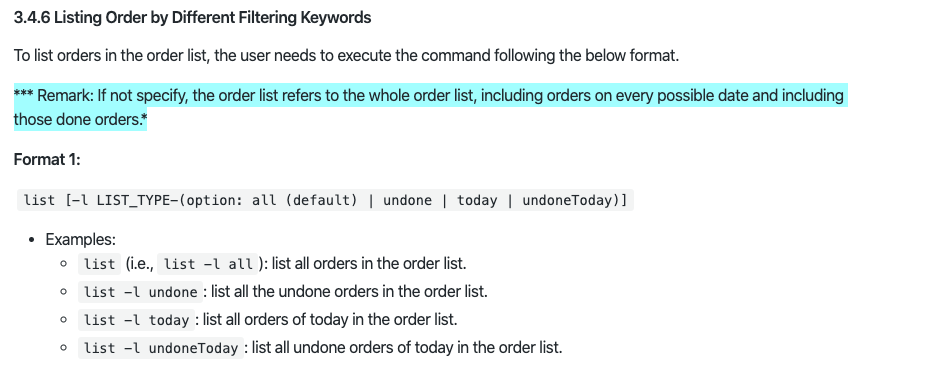 3.4.6 Listing Order by Different Filtering Keywords
To list orders in the order list, the user needs to execute the command following the below format.
*** Remark: If not specify, the order list refers to the whole order list, including orders on every possible date and including
those done orders.*
Format 1:
list [-l LIST_TYPE-(option: all (default) | undone | today | undoneToday)]
• Examples:
◦ list (i.e., list -l all ): list all orders in the order list.
◦ list -l undone : list all the undone orders in the order list.
◦ list -l today : list all orders of today in the order list.
◦ list -l undoneToday : list all undone orders of today in the order list.